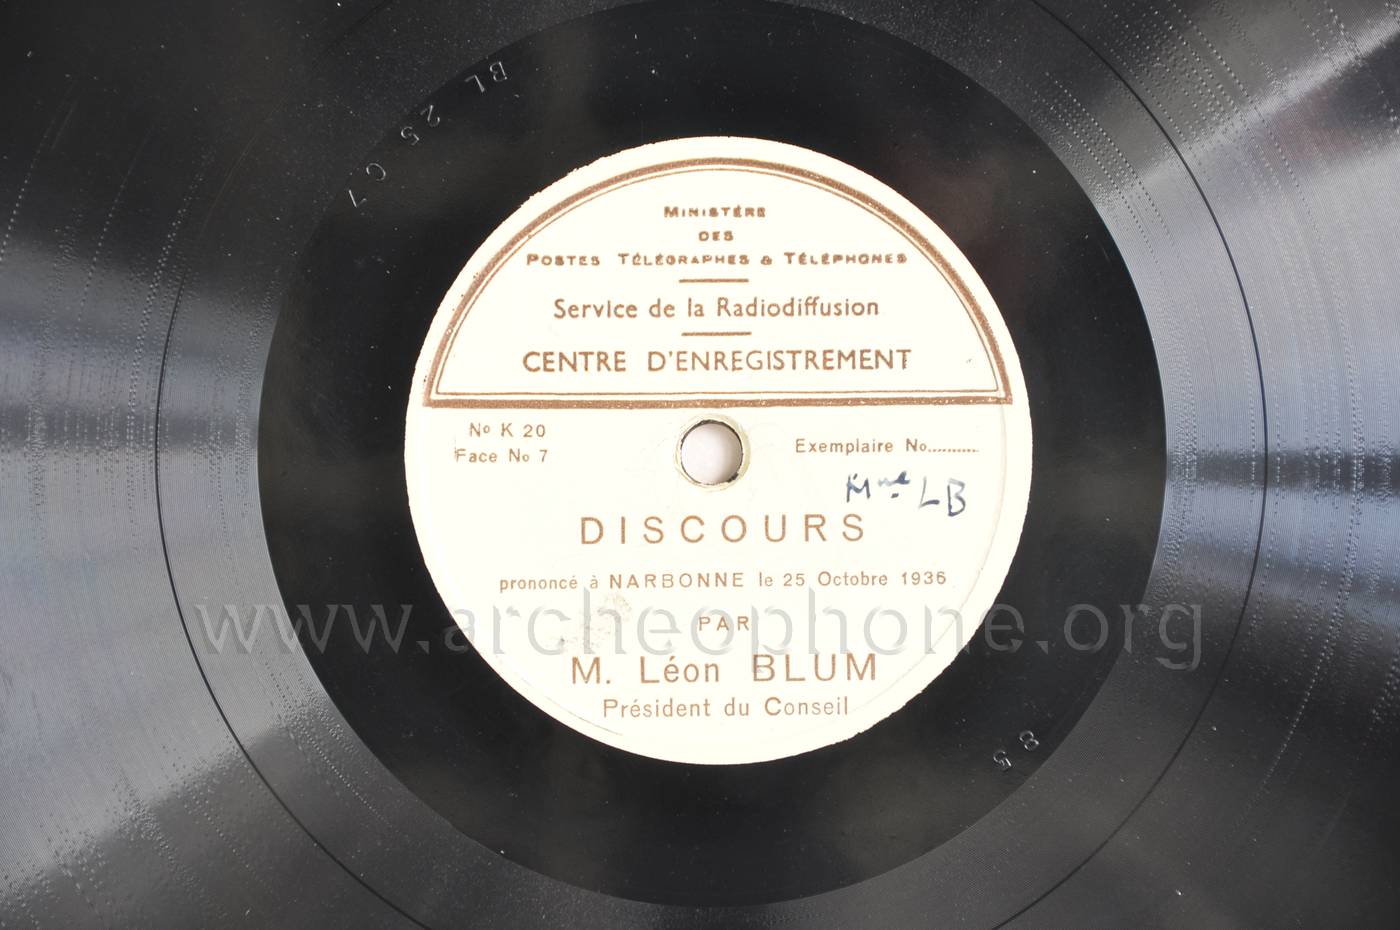 BL 25 C7
MINISTÈRE
DES
POSTES TÉLÉGRAPHES & TÉLÉPHONES
Service de la Radiodiffusion
CENTRE D'ENREGISTREMENT
No K 20
Face No 7
Exemplaire No...........
Mme LB
DISCOURS
prononcé à NARBONNE le 25 Octobre 1936
www.archeophone.org
PAR
M. Léon BLUM
Président du Conseil
85